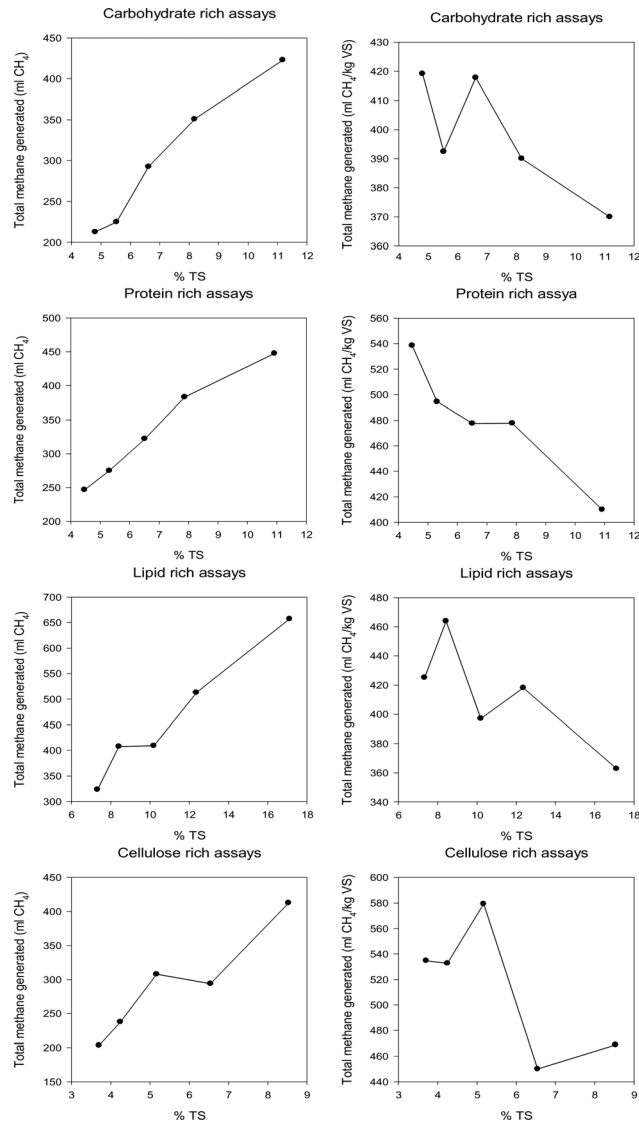 Carbohydrate rich assays
Total methane generated (ml CH4)
450
400
350
300
250
200
4 5 6 7 8 9 10 11 12
% TS
Carbohydrate rich assays
Total methane generated (ml CH4/kg VS)
430
420
410
400
390
380
370
360
4 5 6 7 8 9 10 11 12
% TS
Protein rich assays
Total methane generated (ml CH4)
500
450
400
350
300
250
200
4 5 6 7 8 9 10 11 12
% TS
Protein rich assya
Total methane generated (ml CH4/kg VS)
560
540
520
500
480
460
440
420
400
4 5 6 7 8 9 10 11 12
% TS
Lipid rich assays
Total methane generated (ml CH4)
700
650
600
550
500
450
400
350
300
6 8 10 12 14 16 18
% TS
Lipid rich assays
Total methane generated (ml CH4/kg VS)
480
460
440
420
400
380
360
340
6 8 10 12 14 16 18
% TS
Cellulose rich assays
Total methane generated (ml CH4)
450
400
350
300
250
200
150
3 4 5 6 7 8 9
% TS
Cellulose rich assays
Total methane generated (ml CH4/kg VS)
600
580
560
540
520
500
480
460
440
3 4 5 6 7 8 9
% TS